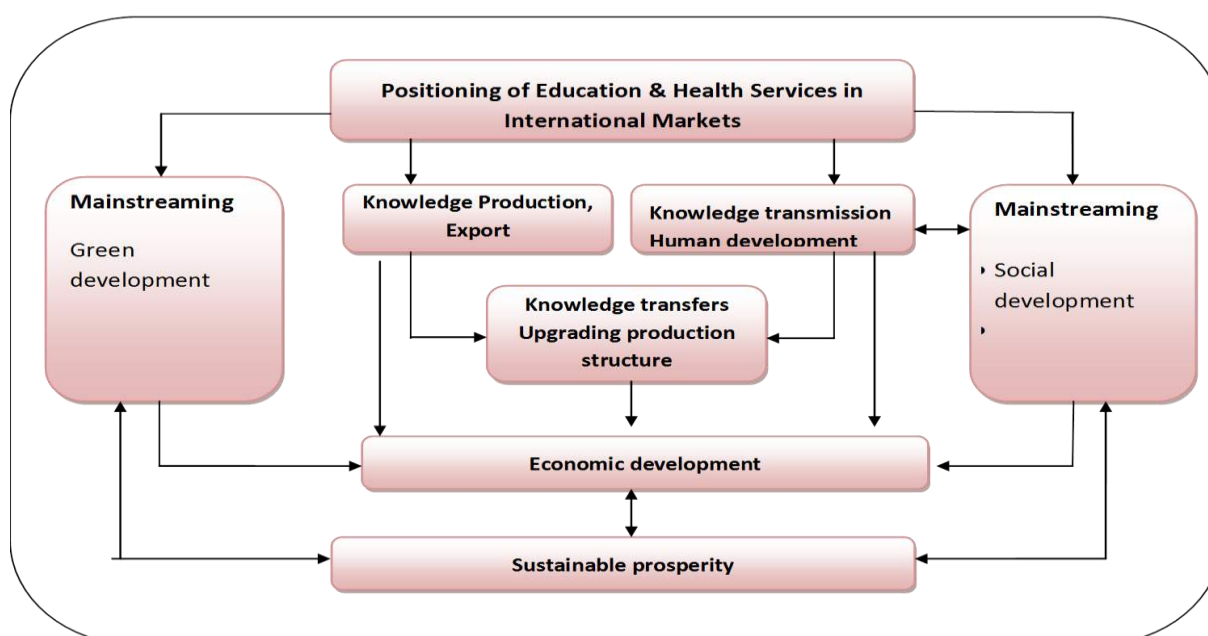 Positioning of Education & Health Services in
International Markets
Mainstreaming
Green
development
Knowledge Production,
Export
Knowledge transmission
Human development
Mainstreaming
Social
development
Knowledge transfers
Upgrading production
structure
Economic development
Sustainable prosperity